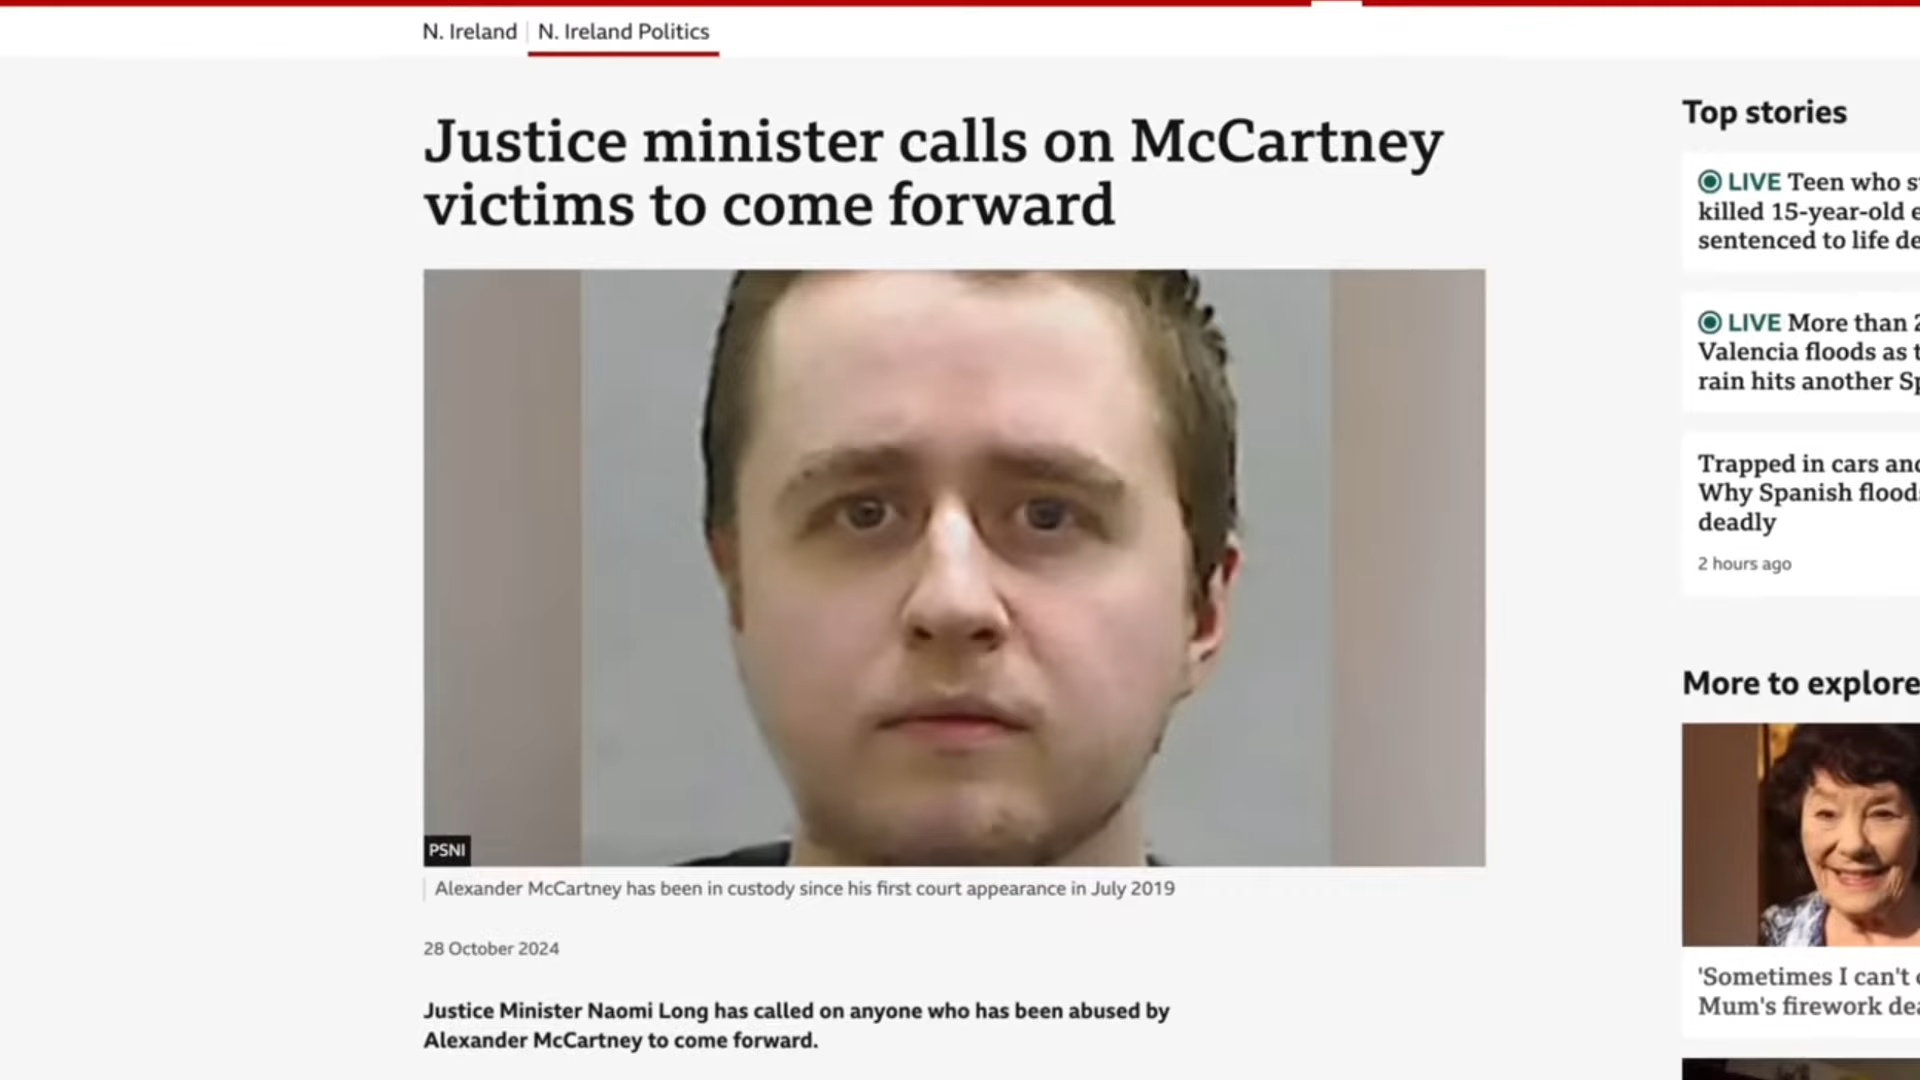 N. Ireland
N. Ireland Politics
Justice minister calls on McCartney
victims to come forward
PSNI
Alexander McCartney has been in custody since his first court appearance in July 2019
28 October 2024
Justice Minister Naomi Long has called on anyone who has been abused by
Alexander McCartney to come forward.
Top stories
LIVE Teen who
killed 15-year-old
sentenced to life
LIVE More than
Valencia floods as
rain hits another
Trapped in cars
Why Spanish
deadly
2 hours ago
More to explore
'Sometimes I can't
Mum's firework